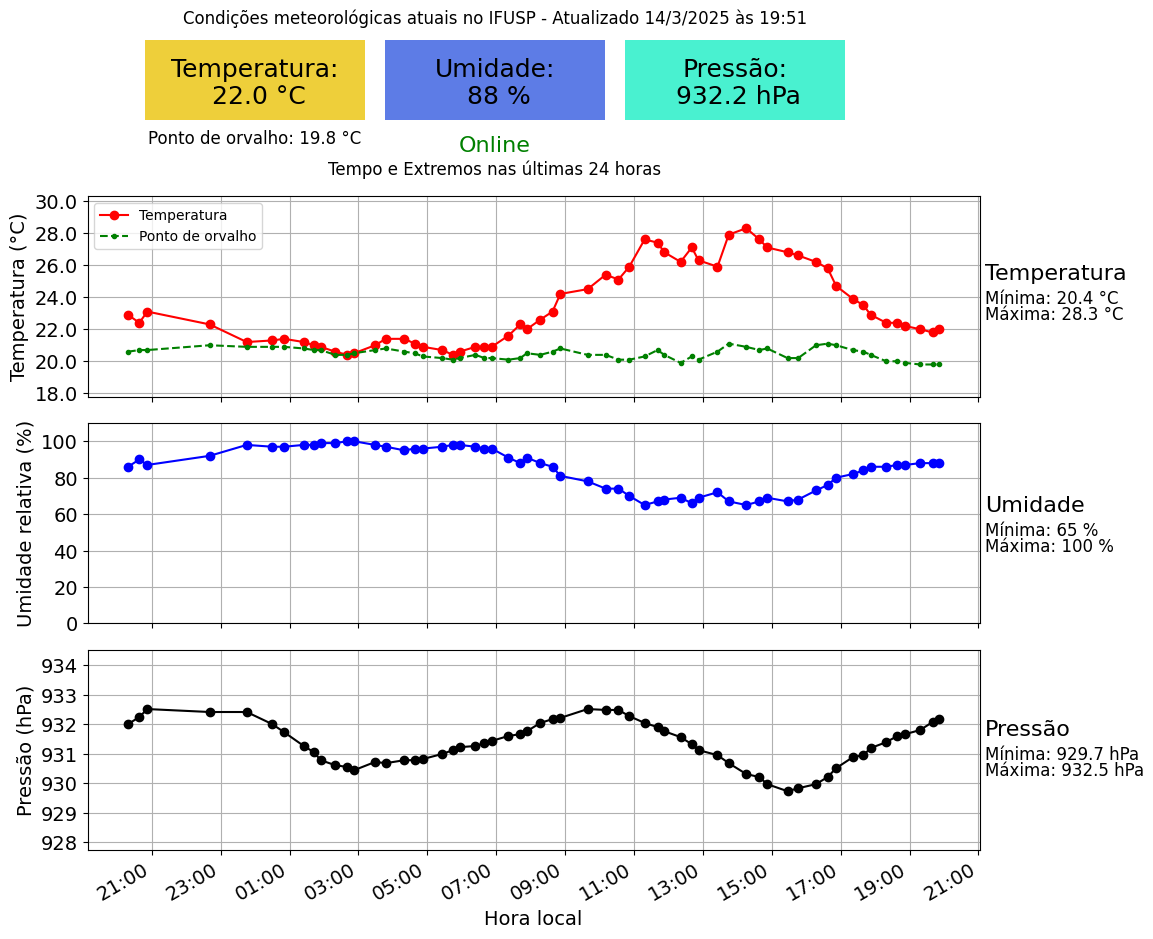 Condições meteorológicas atuais no IFUSP - Atualizado 14/3/2025 às 19:51
Temperatura:
22.0 °C
Umidade:
88 %
Pressão:
932.2 hPa
Ponto de orvalho: 19.8 °C
Online
Tempo e Extremos nas últimas 24 horas
Temperatura (°C)
30.0
28.0
26.0
24.0
22.0
20.0
18.0
Temperatura
Ponto de orvalho
Temperatura
Mínima: 20.4 °C
Máxima: 28.3 °C
Umidade relativa (%)
100
80
60
40
20
0
Umidade
Mínima: 65 %
Máxima: 100 %
Pressão (hPa)
934
933
932
931
930
929
928
Pressão
Mínima: 929.7 hPa
Máxima: 932.5 hPa
21:00 23:00 01:00 03:00 05:00 07:00 09:00 11:00 13:00 15:00 17:00 19:00 21:00
Hora local